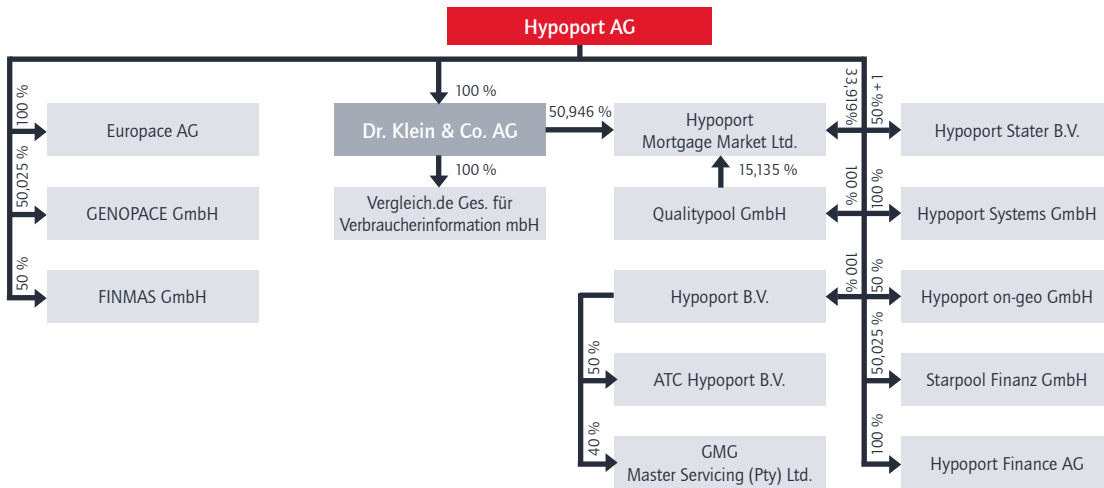 Hypoport AG
100 %
Europace AG
50,025 %
GENOPACE GmbH
50 %
FINMAS GmbH
100 %
Dr. Klein & Co. AG
100 %
Vergleich.de Ges. für
Verbraucherinformation mbH
50,946 %
Hypoport
Mortgage Market Ltd.
15,135 %
Qualitypool GmbH
Hypoport B.V.
50 %
ATC Hypoport B.V.
40 %
GMG
Master Servicing (Pty) Ltd.
33,919%
50%+1
Hypoport Stater B.V.
100 %
100%
Hypoport Systems GmbH
100 %
50 %
Hypoport on-geo GmbH
50,025 %
Starpool Finanz GmbH
100 %
Hypoport Finance AG